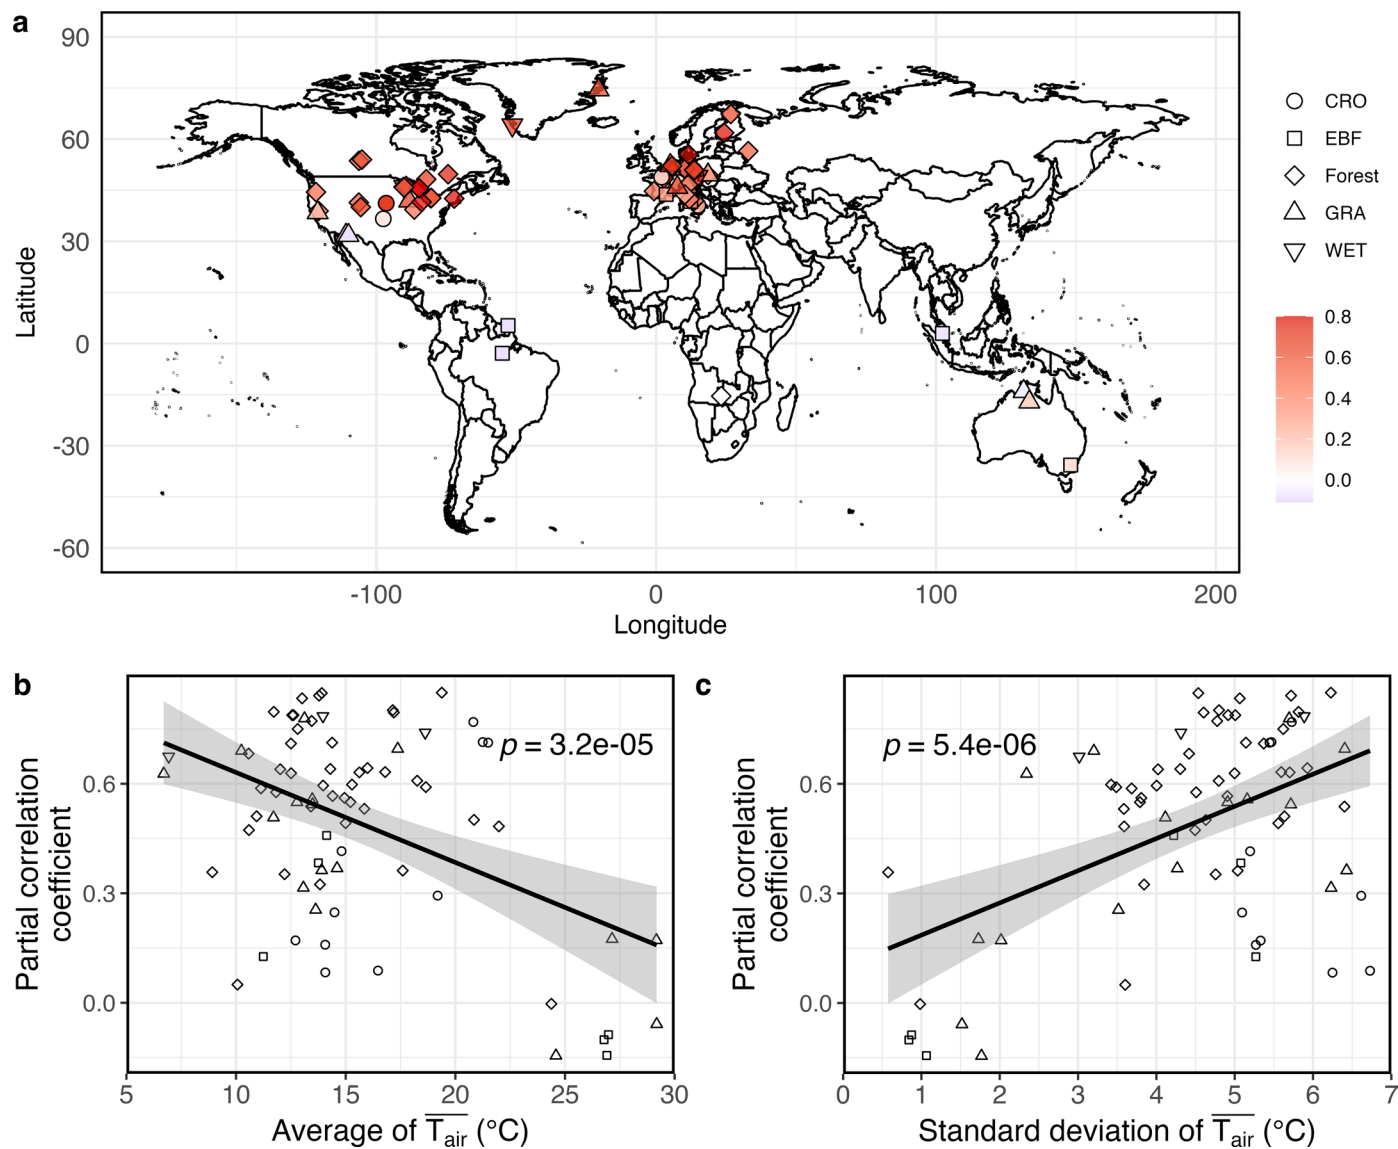 a
90
60
30
0
-30
-60
Latitude
-100
0
100
200
Longitude
CRO
EBF
Forest
GRA
WET
0.8
0.6
0.4
0.2
0.0
b
Partial correlation
coefficient
0.6
0.3
0.0
p = 3.2e-05
5
10
15
20
25
30
Average of T̅air (°C)
c
Partial correlation
coefficient
0.6
0.3
0.0
p = 5.4e-06
0
1
2
3
4
5
6
7
Standard deviation of T̅air (°C)